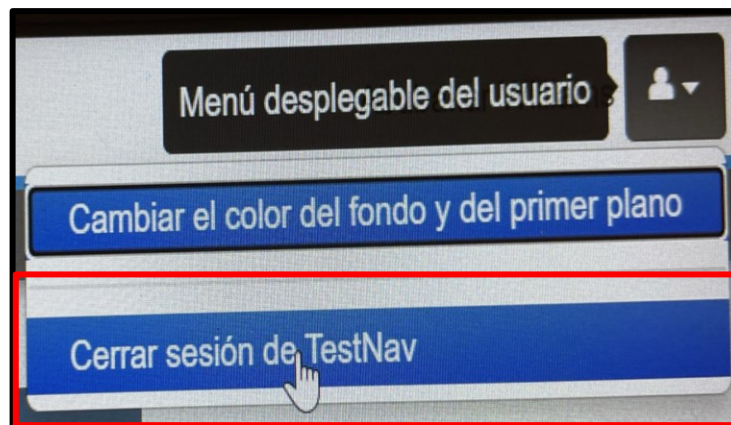 Menú desplegable del usuario
Cambiar el color del fondo y del primer plano
Cerrar sesión de TestNav